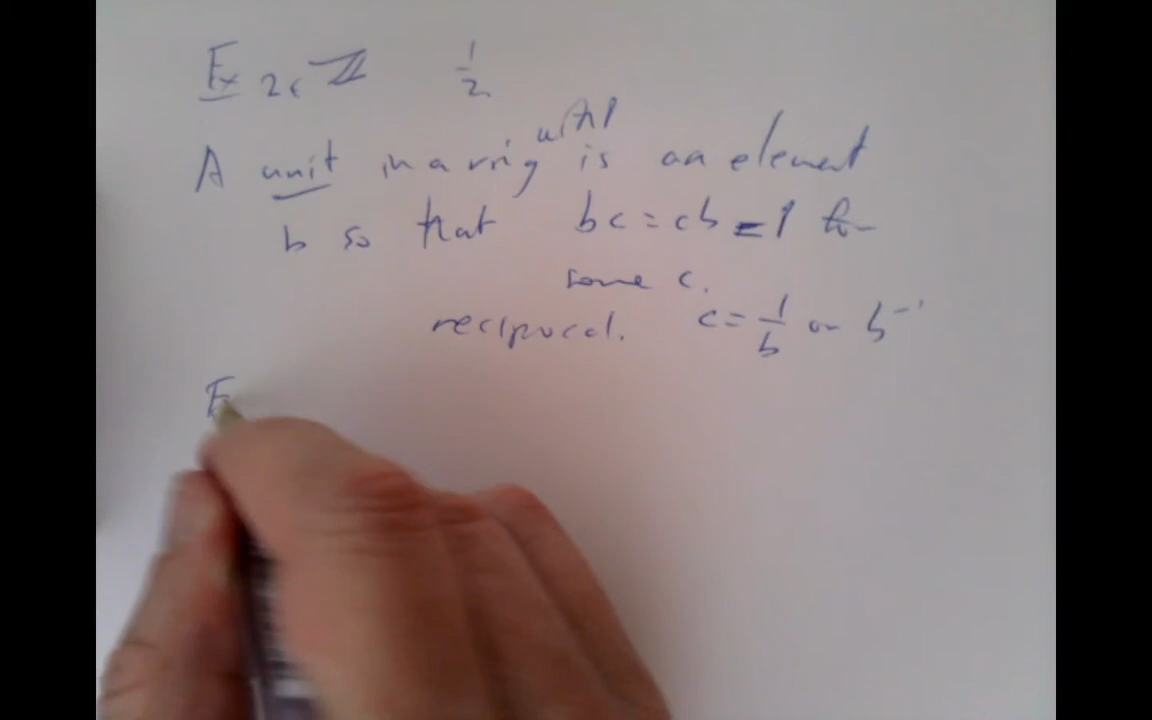 Ex 2 ∈ ℤ 1/2
A unit in a ring with 1 is an element
b so that bc = cb = 1 for
some c.
reciprocal. c = 1/b or b⁻¹
E